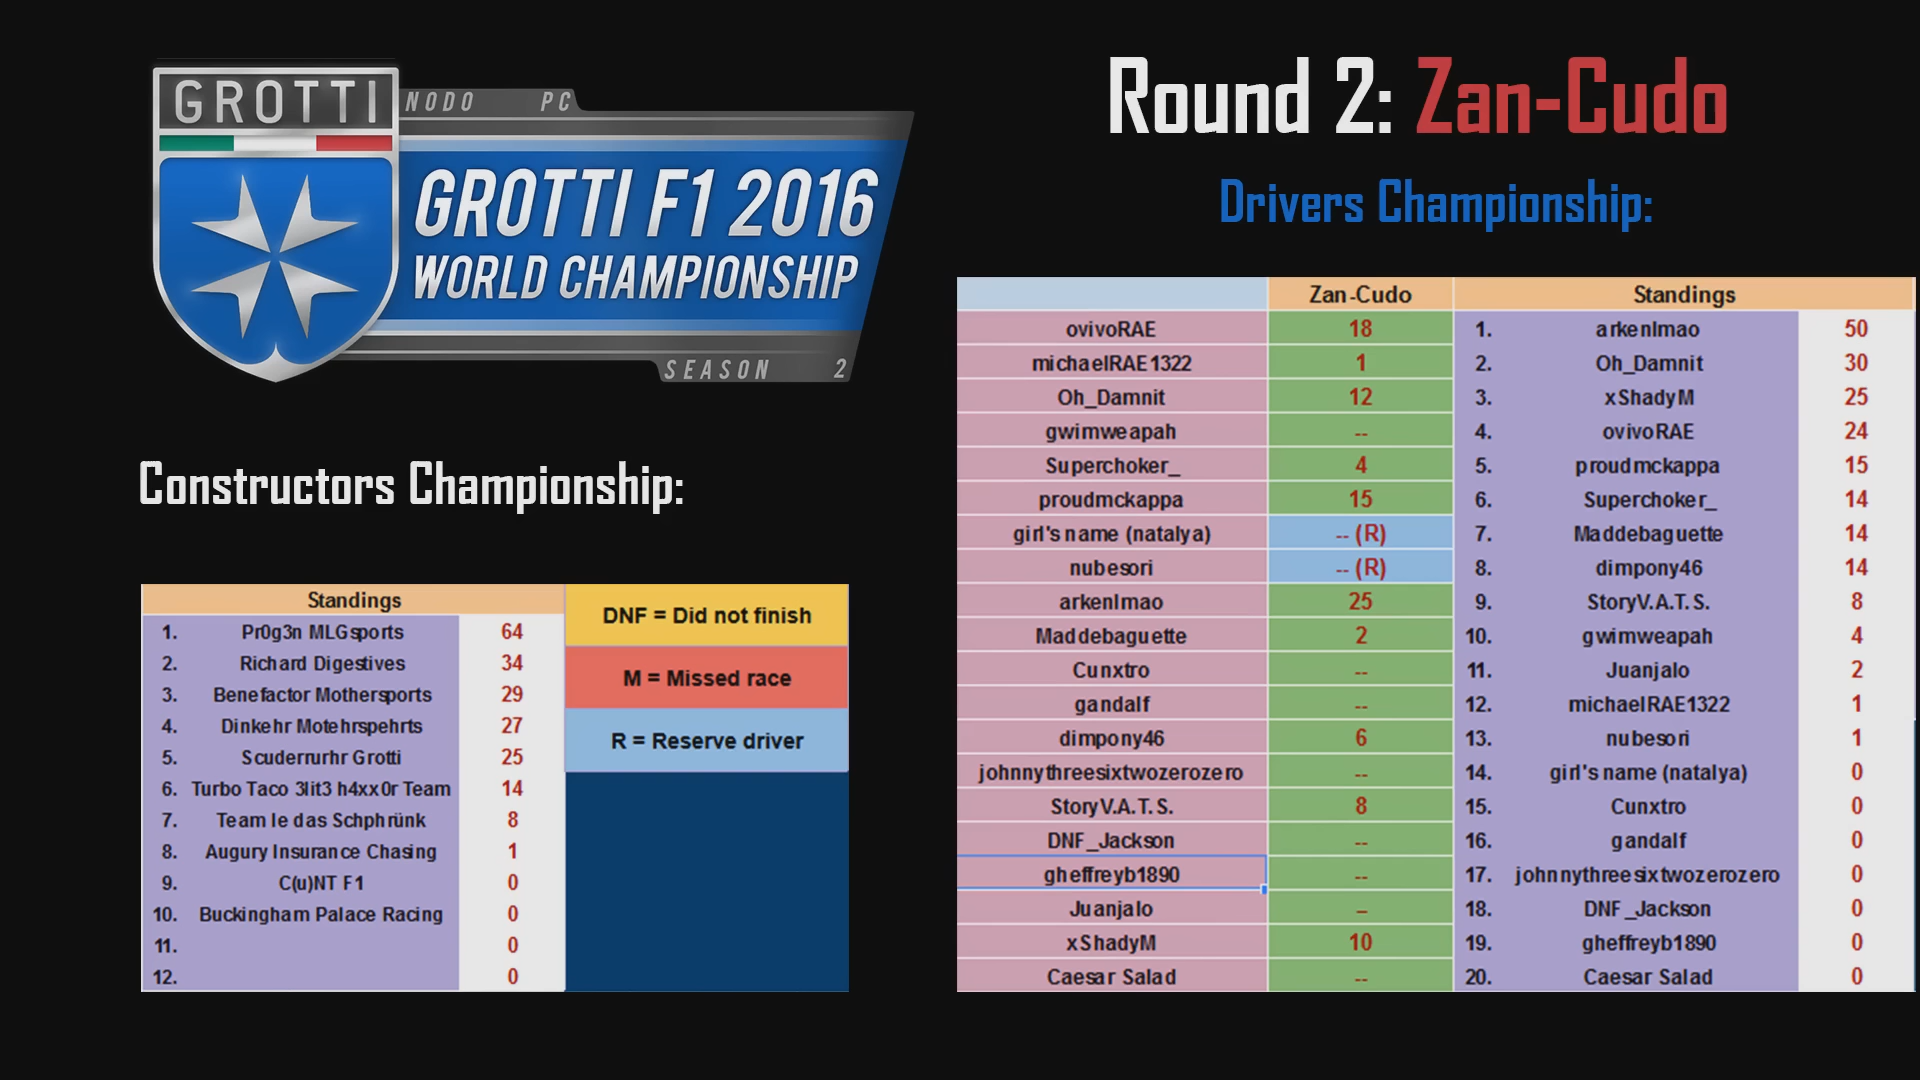 GROTTI
NODO PC
GROTTI F1 2016
WORLD CHAMPIONSHIP
SEASON 2
Round 2: Zan-Cudo
Drivers Championship:
Constructors Championship:
Standings
1. Pr0g3n MLGsports 64
2. Richard Digestives 34
3. Benefactor Mothersports 29
4. Dinkehr Motehrspehrts 27
5. Scuderrurhr Grotti 25
6. Turbo Taco 3lit3 h4xx0r Team 14
7. Team le das Schphrünk 8
8. Augury Insurance Chasing 1
9. C(u)NT F1 0
10. Buckingham Palace Racing 0
11. 0
12. 0
DNF = Did not finish
M = Missed race
R = Reserve driver
Zan-Cudo Standings
ovivoRAE 18 1. arkenlmao 50
michaelRAE1322 1 2. Oh_Damnit 30
Oh_Damnit 12 3. xShadyM 25
gwimweapah -- 4. ovivoRAE 24
Superchoker_ 4 5. proudmckappa 15
proudmckappa 15 6. Superchoker_ 14
girl's name (natalya) -- (R) 7. Maddebaguette 14
nubesori -- (R) 8. dimpony46 14
arkenlmao 25 9. StoryV.A.T.S. 8
Maddebaguette 2 10. gwimweapah 4
Cunxtro -- 11. Juanjalo 2
gandalf -- 12. michaelRAE1322 1
dimpony46 6 13. nubesori 1
johnnythreesixtwozerozero -- 14. girl's name (natalya) 0
StoryV.A.T.S. 8 15. Cunxtro 0
DNF_Jackson -- 16. gandalf 0
gheffreyb1890 -- 17. johnnythreesixtwozerozero 0
Juanjalo – 18. DNF_Jackson 0
xShadyM 10 19. gheffreyb1890 0
Caesar Salad -- 20. Caesar Salad 0